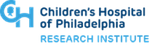 Children's Hospital
of Philadelphia
RESEARCH INSTITUTE